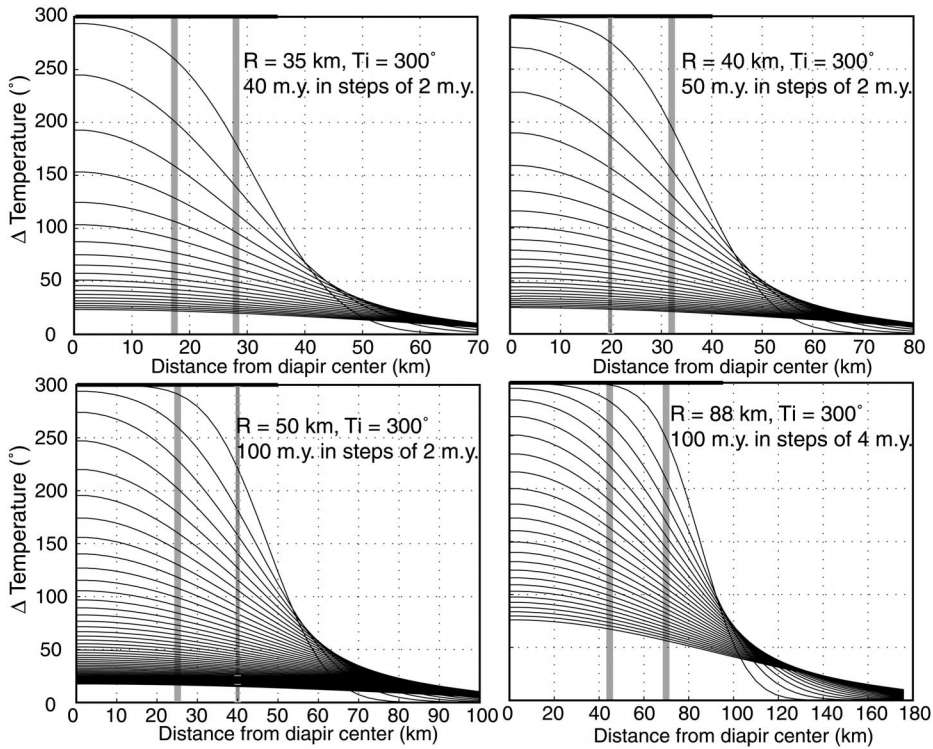 300
250
200
150
100
50
0
Δ Temperature (°)
R = 35 km, Ti = 300°
40 m.y. in steps of 2 m.y.
0 10 20 30 40 50 60 70
Distance from diapir center (km)
R = 40 km, Ti = 300°
50 m.y. in steps of 2 m.y.
0 10 20 30 40 50 60 70 80
Distance from diapir center (km)
300
250
200
150
100
50
0
Δ Temperature (°)
R = 50 km, Ti = 300°
100 m.y. in steps of 2 m.y.
0 10 20 30 40 50 60 70 80 90 100
Distance from diapir center (km)
R = 88 km, Ti = 300°
100 m.y. in steps of 4 m.y.
0 20 40 60 80 100 120 140 160 180
Distance from diapir center (km)